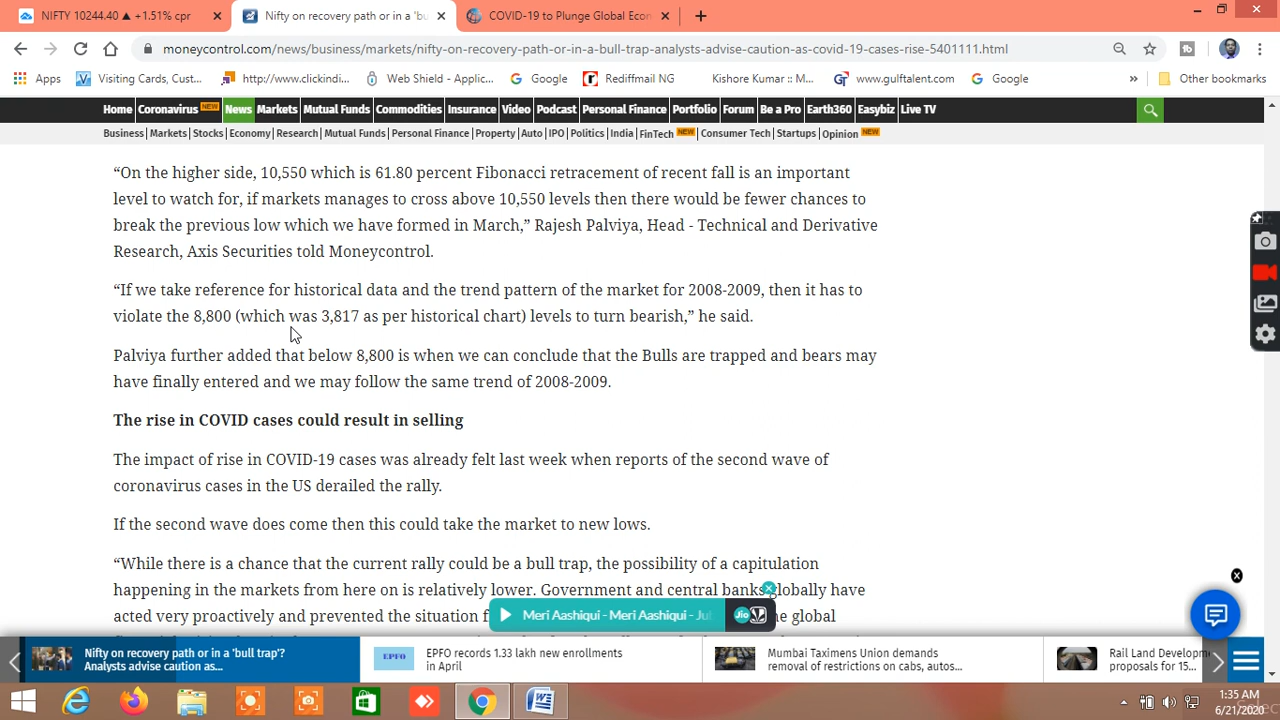 NIFTY 10244.40 ▲ +1.51% cpr
Nifty on recovery path or in a 'bu
COVID-19 to Plunge Global Econ
moneycontrol.com/news/business/markets/nifty-on-recovery-path-or-in-a-bull-trap-analysts-advise-caution-as-covid-19-cases-rise-5401111.html
Apps
Visiting Cards, Cust...
http://www.clickindi...
Web Shield - Applic...
Google
Rediffmail NG
Kishore Kumar :: M...
www.gulftalent.com
Google
»
Other bookmarks
Home
Coronavirus NEW
News
Markets
Mutual Funds
Commodities
Insurance
Video
Podcast
Personal Finance
Portfolio
Forum
Be a Pro
Earth360
Easybiz
Live TV
Business | Markets | Stocks | Economy | Research | Mutual Funds | Personal Finance | Property | Auto | IPO | Politics | India | FinTech NEW | Consumer Tech | Startups | Opinion NEW
“On the higher side, 10,550 which is 61.80 percent Fibonacci retracement of recent fall is an important
level to watch for, if markets manages to cross above 10,550 levels then there would be fewer chances to
break the previous low which we have formed in March,” Rajesh Palviya, Head - Technical and Derivative
Research, Axis Securities told Moneycontrol.
“If we take reference for historical data and the trend pattern of the market for 2008-2009, then it has to
violate the 8,800 (which was 3,817 as per historical chart) levels to turn bearish,” he said.
Palviya further added that below 8,800 is when we can conclude that the Bulls are trapped and bears may
have finally entered and we may follow the same trend of 2008-2009.
The rise in COVID cases could result in selling
The impact of rise in COVID-19 cases was already felt last week when reports of the second wave of
coronavirus cases in the US derailed the rally.
If the second wave does come then this could take the market to new lows.
“While there is a chance that the current rally could be a bull trap, the possibility of a capitulation
happening in the markets from here on is relatively lower. Government and central banks globally have
acted very proactively and prevented the situation f
global
Meri Aashiqui - Meri Aashiqui - Ju
Jio
Nifty on recovery path or in a 'bull trap'?
Analysts advise caution as...
EPFO
EPFO records 1.33 lakh new enrollments
in April
Mumbai Taximens Union demands
removal of restrictions on cabs, autos...
Rail Land Developm
proposals for 15...
1:35 AM
6/21/2020